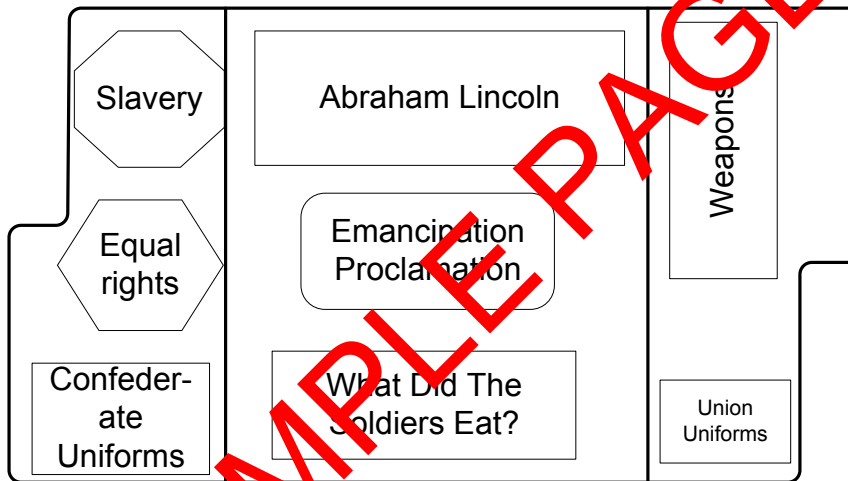 Slavery
Abraham Lincoln
Weapons
Equal
rights
Emancipation
Proclamation
Confeder-
ate
Uniforms
What Did The
Soldiers Eat?
Union
Uniforms
MPLE PAGE